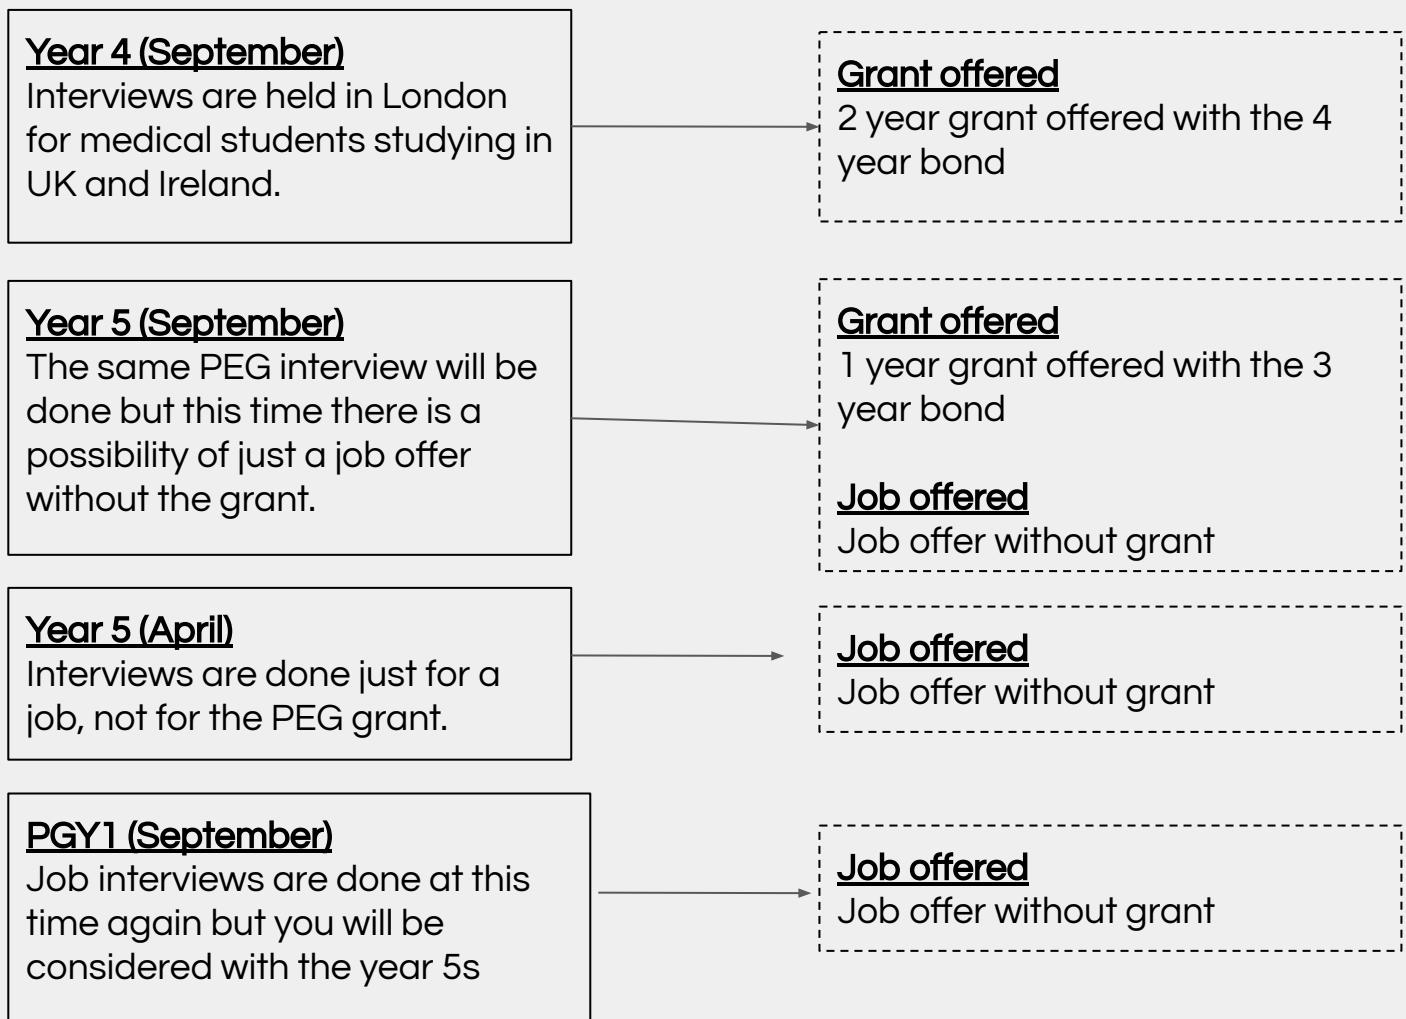 Year 4 (September)
Interviews are held in London
for medical students studying in
UK and Ireland.
Grant offered
2 year grant offered with the 4
year bond
Year 5 (September)
The same PEG interview will be
done but this time there is a
possibility of just a job offer
without the grant.
Grant offered
1 year grant offered with the 3
year bond
Job offered
Job offer without grant
Year 5 (April)
Interviews are done just for a
job, not for the PEG grant.
Job offered
Job offer without grant
PGY1 (September)
Job interviews are done at this
time again but you will be
considered with the year 5s
Job offered
Job offer without grant